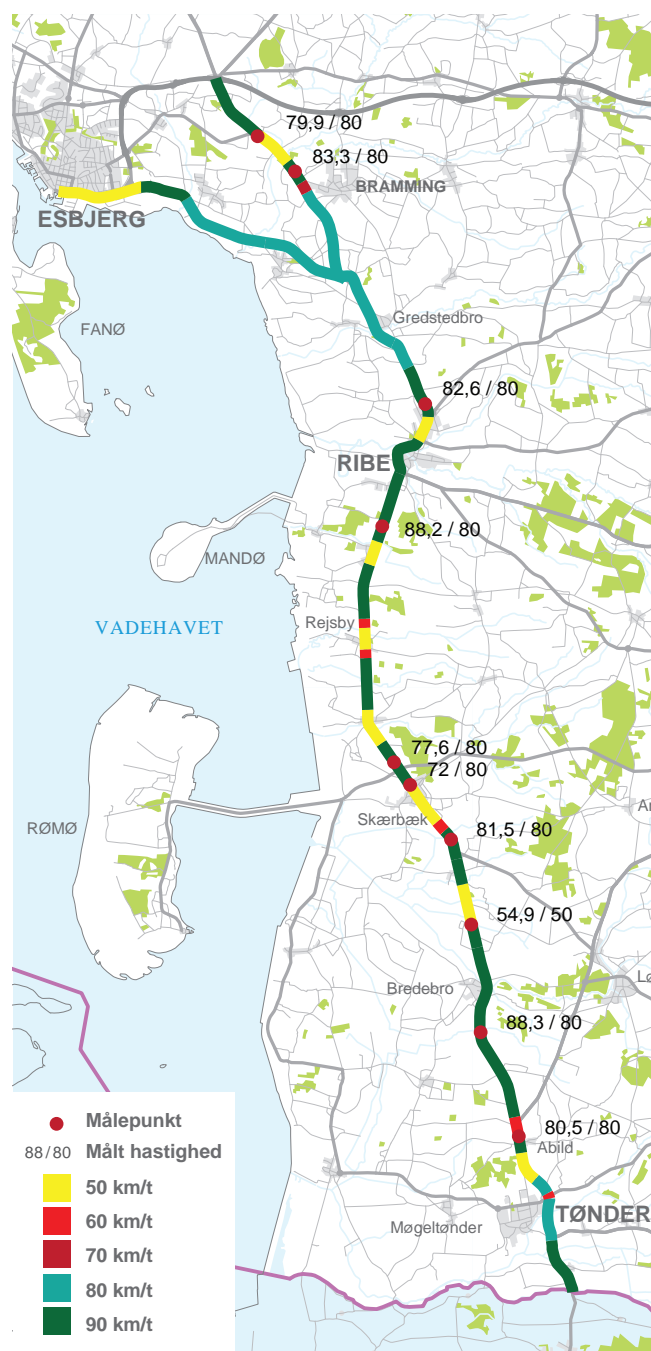 79,9 / 80
83,3 / 80
BRAMMING
ESBJERG
FANØ
Gredstedbro
82,6 / 80
RIBE
88,2 / 80
MANDØ
VADEHAVET
Rejsby
77,6 / 80
72 / 80
Skærbæk
RØMØ
81,5 / 80
54,9 / 50
Bredebro
88,3 / 80
80,5 / 80
Abild
TØNDER
Møgeltønder
Målepunkt
88/80 Målt hastighed
50 km/t
60 km/t
70 km/t
80 km/t
90 km/t